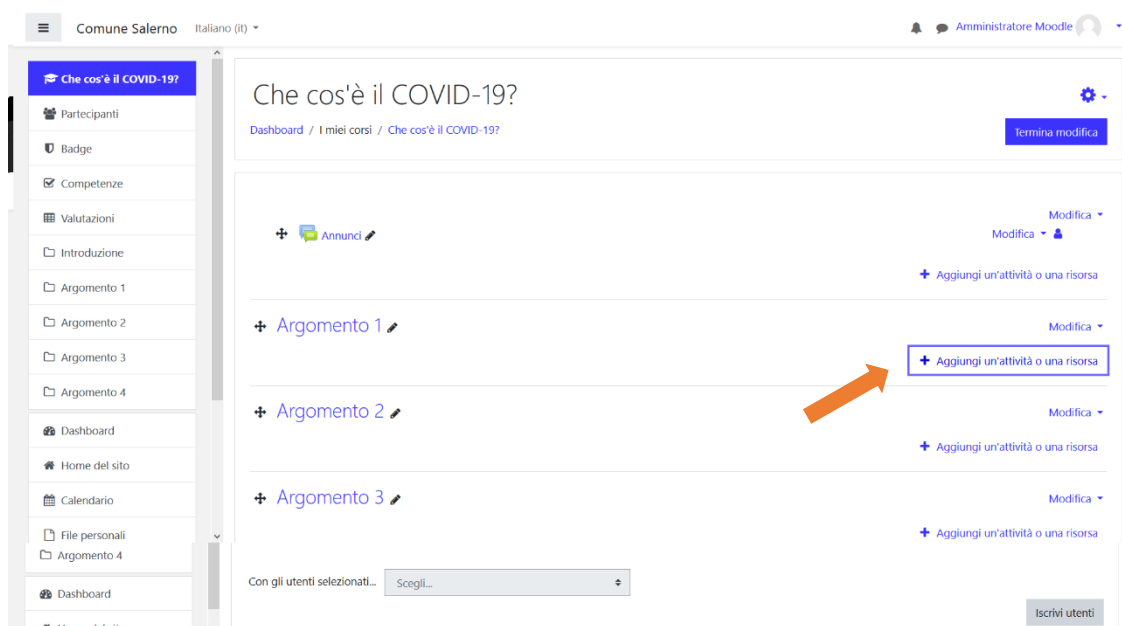 Comune Salerno Italiano (it)
Amministratore Moodle
Che cos'è il COVID-19?
Partecipanti
Badge
Competenze
Valutazioni
Introduzione
Argomento 1
Argomento 2
Argomento 3
Argomento 4
Dashboard
Home del sito
Calendario
File personali
Argomento 4
Dashboard
Che cos'è il COVID-19?
Dashboard / I miei corsi / Che cos'è il COVID-19?
Termina modifica
Modifica
Annunci
Modifica
+ Aggiungi un'attività o una risorsa
Argomento 1
Modifica
+ Aggiungi un'attività o una risorsa
Argomento 2
Modifica
+ Aggiungi un'attività o una risorsa
Argomento 3
Modifica
+ Aggiungi un'attività o una risorsa
Con gli utenti selezionati... Scegli...
Iscrivi utenti